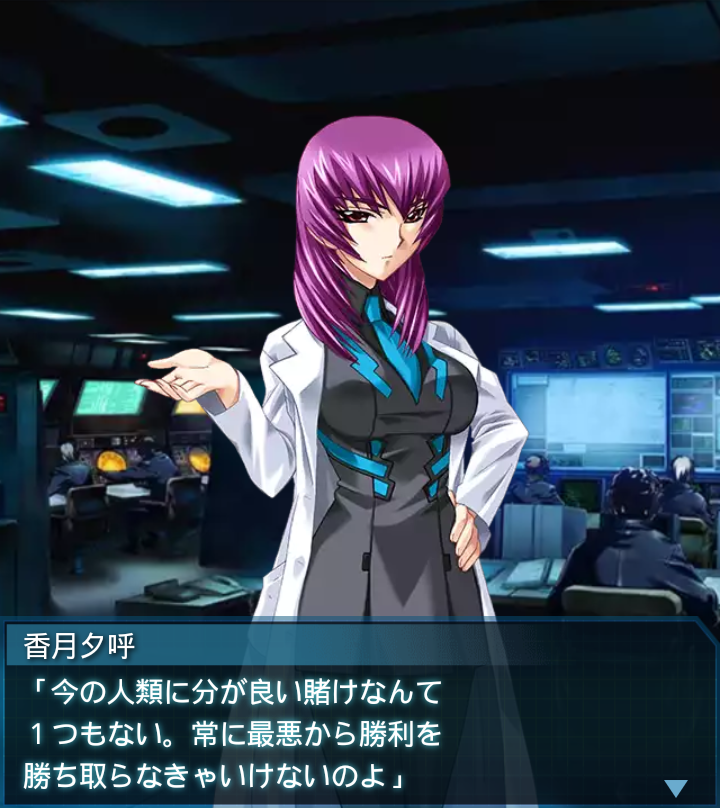 香月夕呼
「今の人類に分が良い賭けなんて
１つもない。常に最悪から勝利を
勝ち取らなきゃいけないのよ」